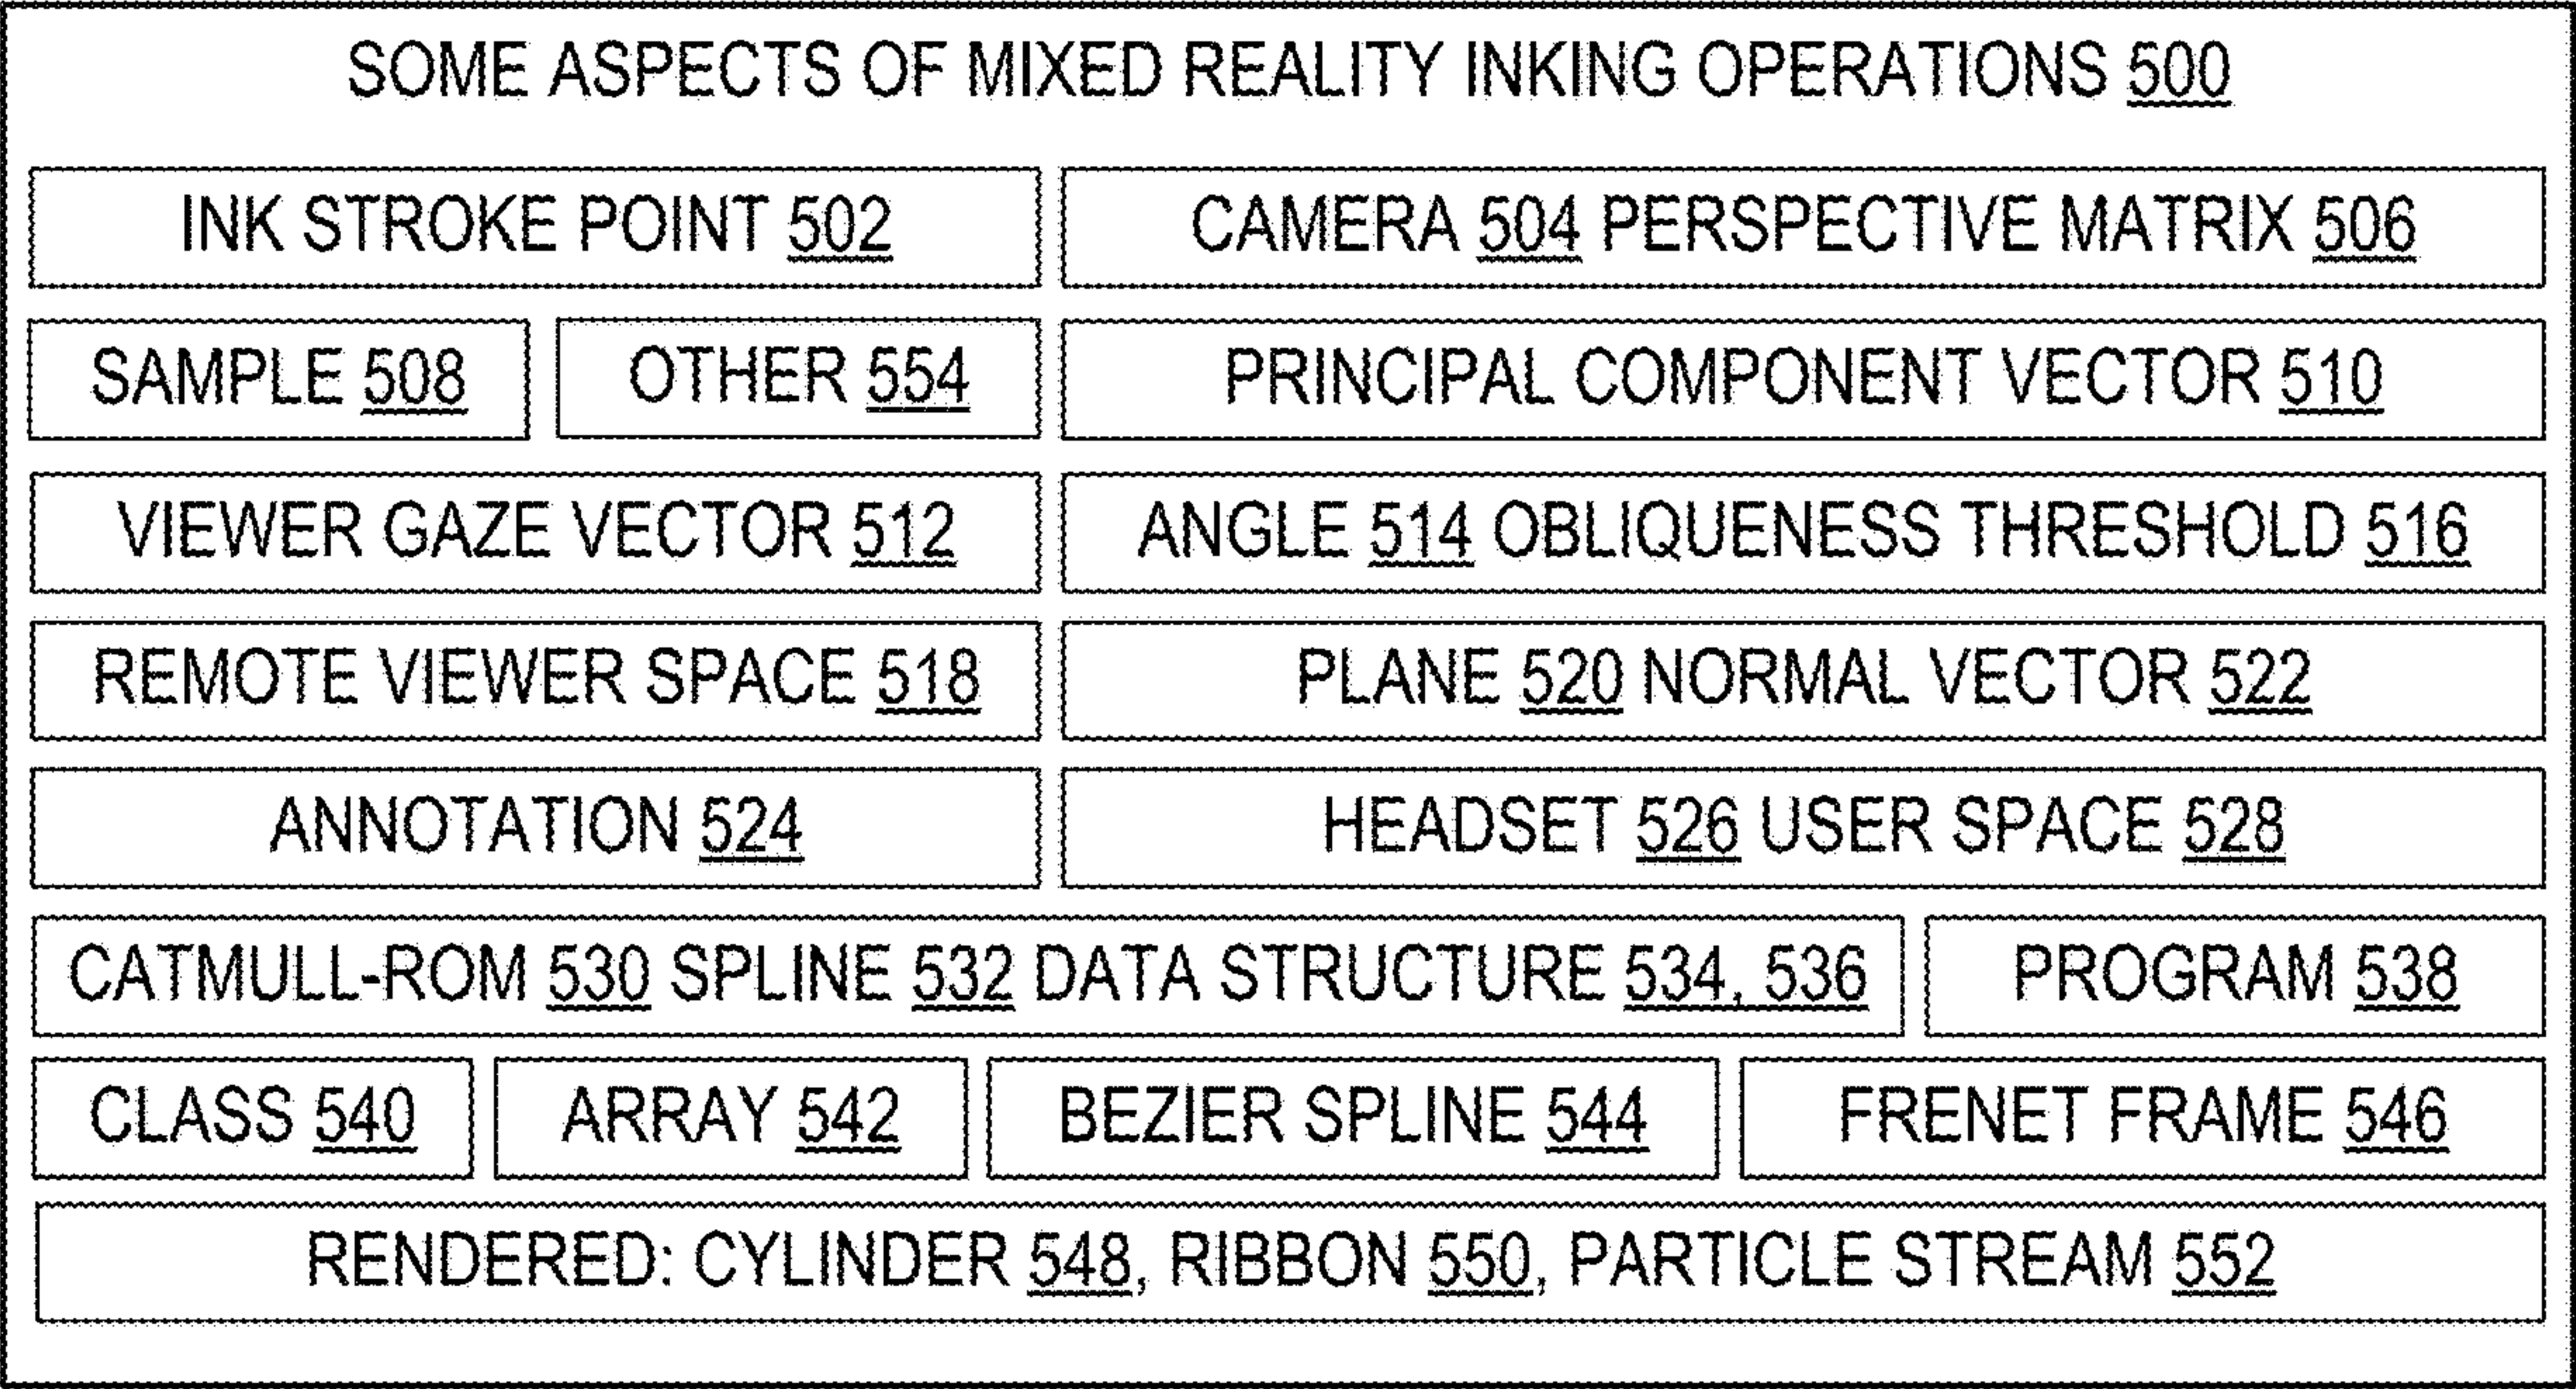 SOME ASPECTS OF MIXED REALITY INKING OPERATIONS 500
INK STROKE POINT 502
CAMERA 504 PERSPECTIVE MATRIX 506
SAMPLE 508
OTHER 554
PRINCIPAL COMPONENT VECTOR 510
VIEWER GAZE VECTOR 512
ANGLE 514 OBLIQUENESS THRESHOLD 516
REMOTE VIEWER SPACE 518
PLANE 520 NORMAL VECTOR 522
ANNOTATION 524
HEADSET 526 USER SPACE 528
CATMULL-ROM 530 SPLINE 532 DATA STRUCTURE 534, 536
PROGRAM 538
CLASS 540
ARRAY 542
BEZIER SPLINE 544
FRENET FRAME 546
RENDERED: CYLINDER 548, RIBBON 550, PARTICLE STREAM 552